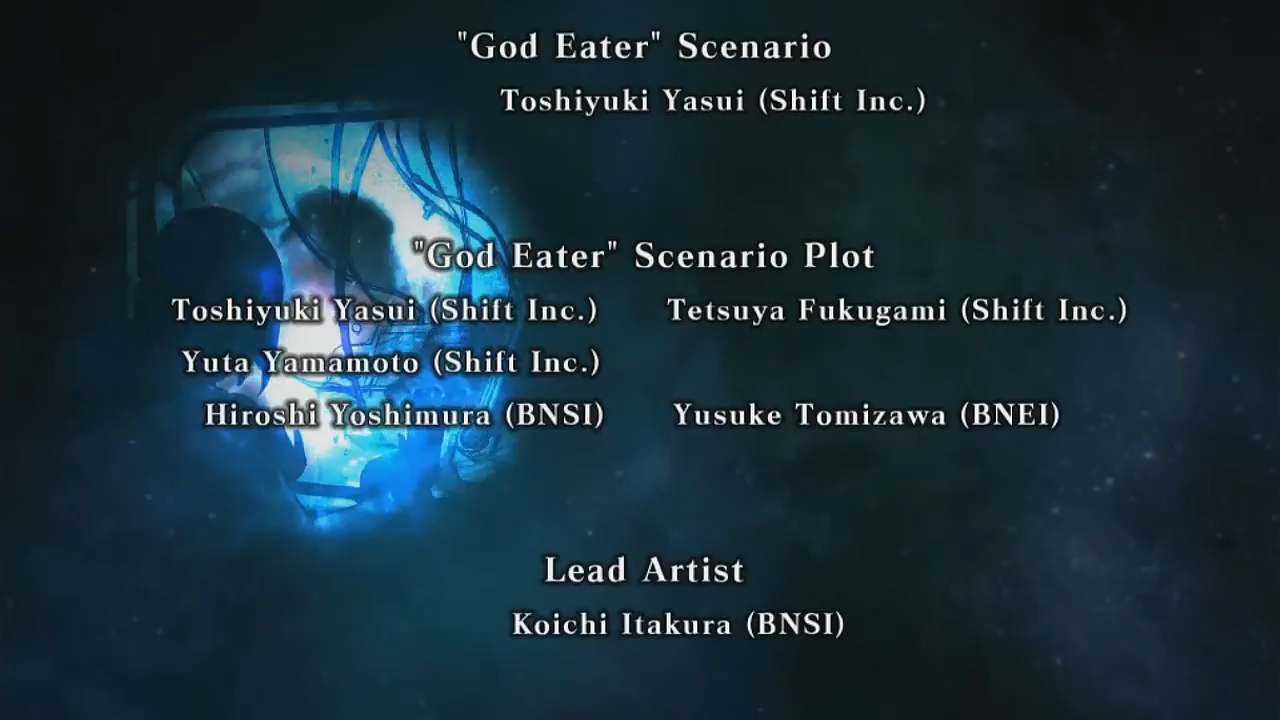 "God Eater" Scenario
Toshiyuki Yasui (Shift Inc.)
"God Eater" Scenario Plot
Toshiyuki Yasui (Shift Inc.) Tetsuya Fukugami (Shift Inc.)
Yuta Yamamoto (Shift Inc.)
Hiroshi Yoshimura (BNSI) Yusuke Tomizawa (BNEI)
Lead Artist
Koichi Itakura (BNSI)